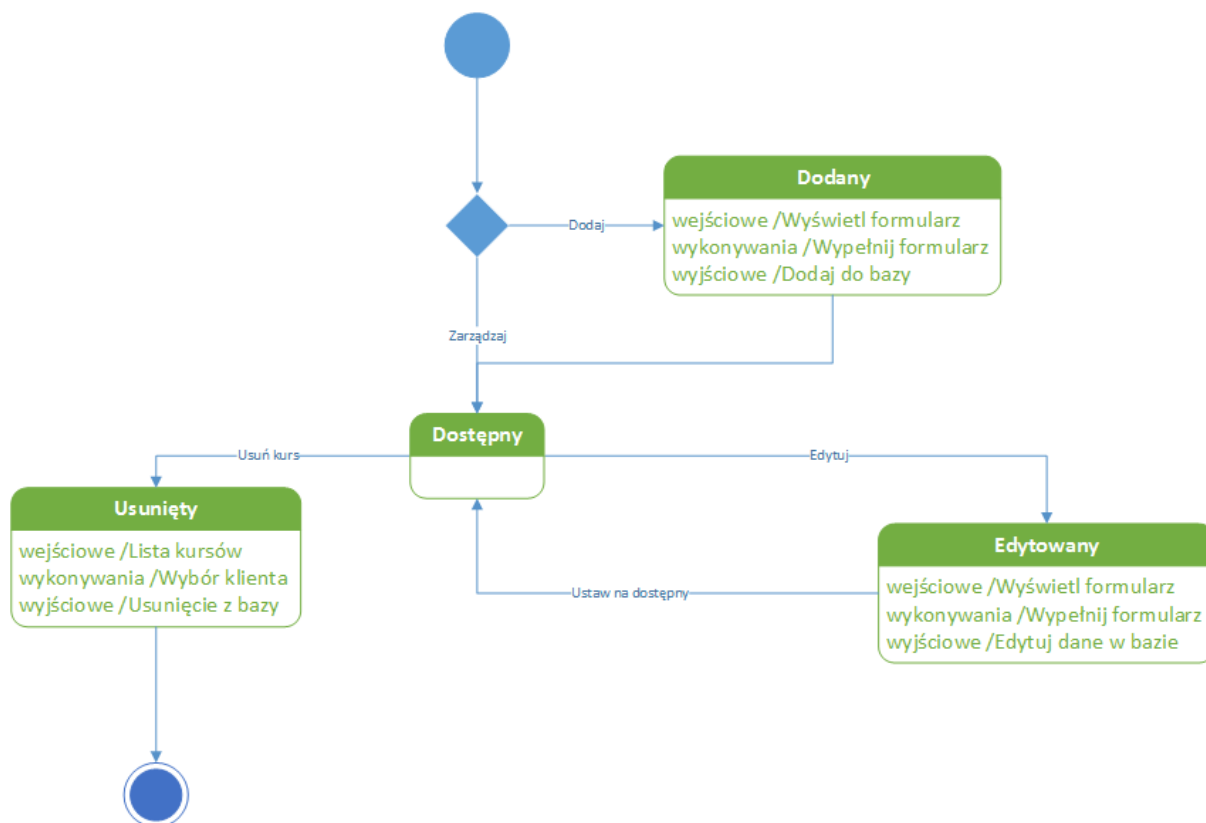 Dodany
wejściowe /Wyświetl formularz
wykonywania /Wypełnij formularz
wyjściowe /Dodaj do bazy
Dodaj
Zarządzaj
Dostępny
Usuń kurs
Edytuj
Usunięty
wejściowe /Lista kursów
wykonywania /Wybór klienta
wyjściowe /Usunięcie z bazy
Edytowany
wejściowe /Wyświetl formularz
wykonywania /Wypełnij formularz
wyjściowe /Edytuj dane w bazie
Ustaw na dostępny